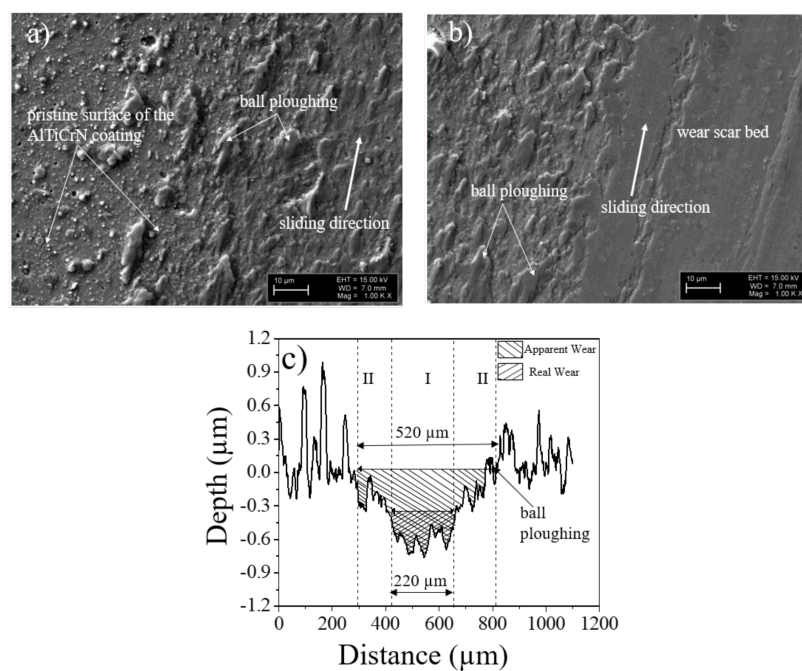 a)
pristine surface of the
AlTiCrN coating
ball ploughing
sliding direction
10 µm
EHT = 15.00 kV
WD = 7.0 mm
Mag = 1.00 K X
b)
wear scar bed
ball ploughing
sliding direction
10 µm
EHT = 15.00 kV
WD = 7.0 mm
Mag = 1.00 K X
c)
Apparent Wear
Real Wear
II I II
520 µm
ball
ploughing
220 µm
1.2
0.9
0.6
0.3
0.0
-0.3
-0.6
-0.9
-1.2
Depth (µm)
0 200 400 600 800 1000 1200
Distance (µm)